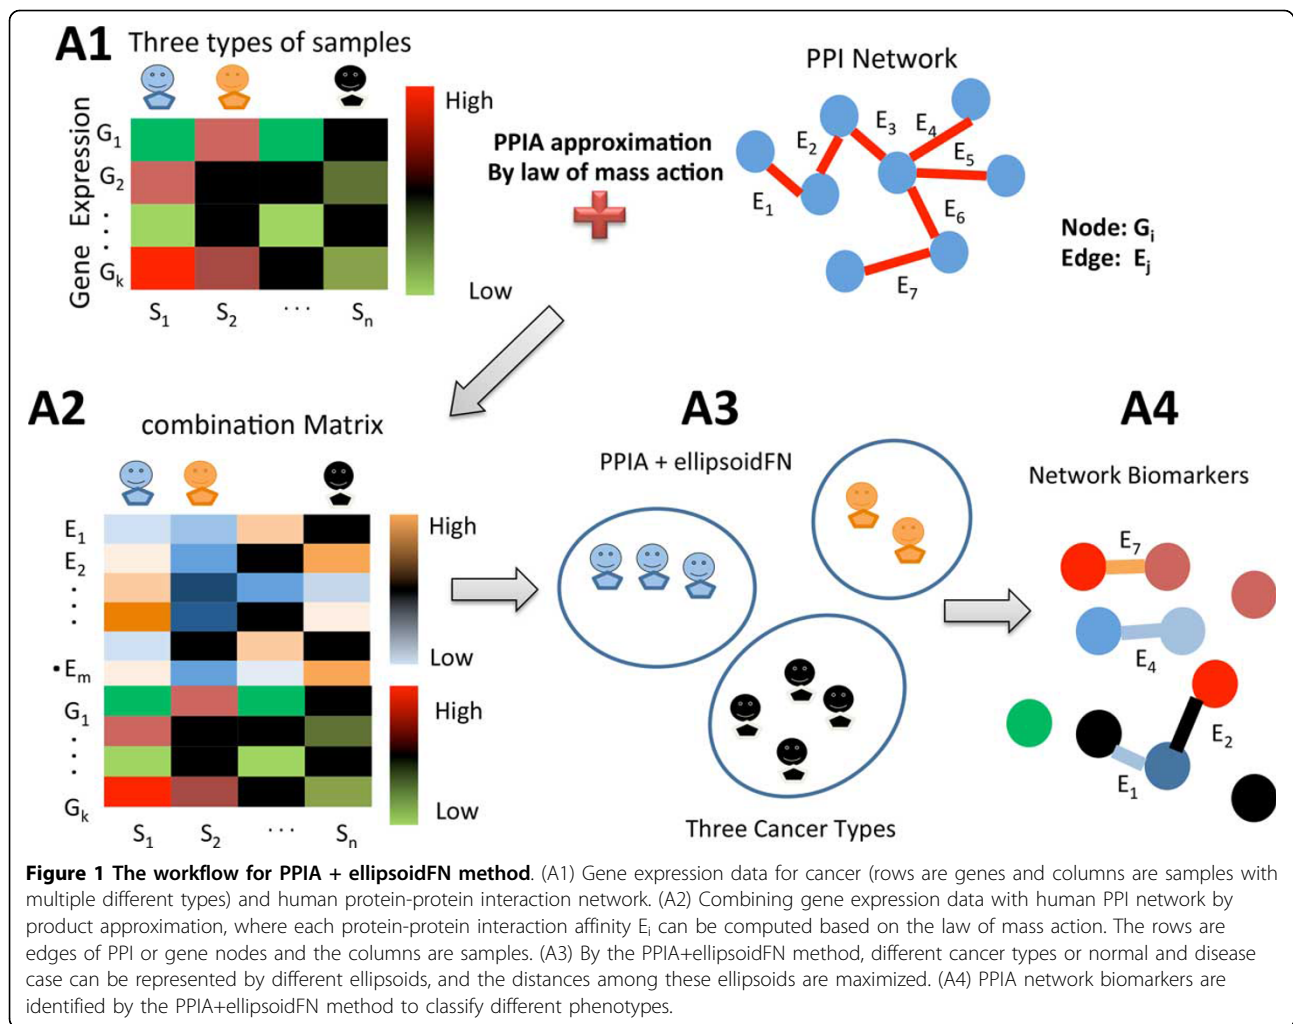 A1 Three types of samples
PPI Network
High
Low
Gene Expression
G1
G2
⋮
Gk
S1 S2 ... Sn
PPIA approximation
By law of mass action
E1
E2
E3
E4
E5
E6
E7
Node: Gi
Edge: Ej
A2
combination Matrix
E1
E2
⋮
Em
G1
⋮
Gk
S1 S2 ... Sn
High
Low
High
Low
A3
PPIA + ellipsoidFN
Three Cancer Types
A4
Network Biomarkers
E7
E4
E2
E1
Figure 1 The workflow for PPIA + ellipsoidFN method. (A1) Gene expression data for cancer (rows are genes and columns are samples with
multiple different types) and human protein-protein interaction network. (A2) Combining gene expression data with human PPI network by
product approximation, where each protein-protein interaction affinity Ei can be computed based on the law of mass action. The rows are
edges of PPI or gene nodes and the columns are samples. (A3) By the PPIA+ellipsoidFN method, different cancer types or normal and disease
case can be represented by different ellipsoids, and the distances among these ellipsoids are maximized. (A4) PPIA network biomarkers are
identified by the PPIA+ellipsoidFN method to classify different phenotypes.